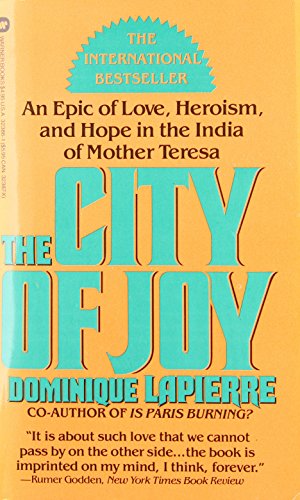 THE
INTERNATIONAL
BESTSELLER
An Epic of Love, Heroism,
and Hope in the India
of Mother Teresa
THE CITY
OF JOY
DOMINIQUE LAPIERRE
CO-AUTHOR OF IS PARIS BURNING?
"It is about such love that we cannot
pass by on the other side...the book is
imprinted on my mind, I think, forever."
—Rumer Godden, New York Times Book Review